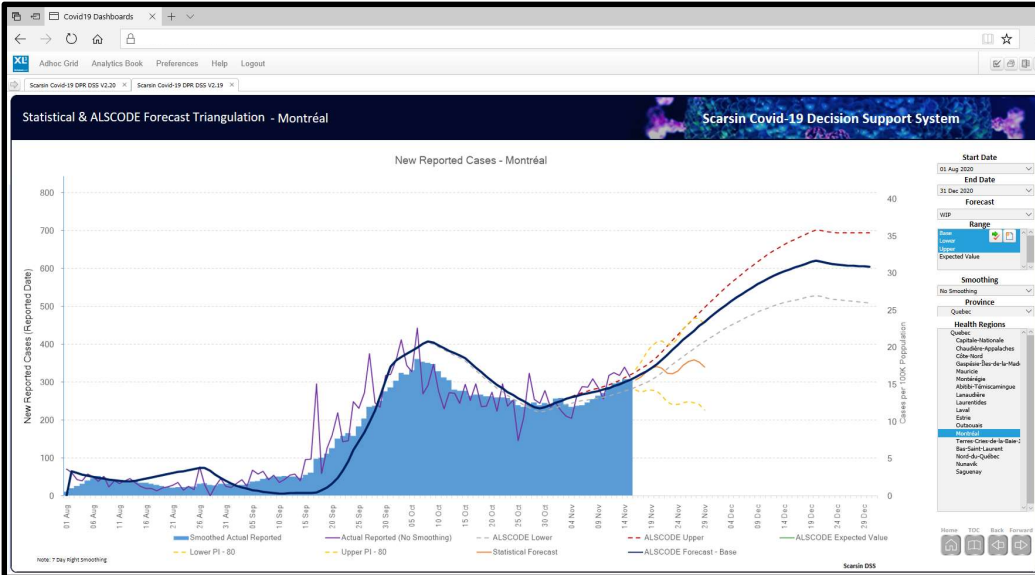 Covid19 Dashboards
XL
Adhoc Grid Analytics Book Preferences Help Logout
Scarsin Covid-19 DPR DSS V2.20 Scarsin Covid-19 DPR DSS V2.19
Statistical & ALSCODE Forecast Triangulation - Montréal
Scarsin Covid-19 Decision Support System
New Reported Cases - Montréal
New Reported Cases (Reported Date)
800
700
600
500
400
300
200
100
0
40
35
30
25
20
15
10
5
0
Cases per 100K Poppulation
01 Aug
06 Aug
11 Aug
16 Aug
21 Aug
26 Aug
31 Aug
05 Sep
10 Sep
15 Sep
20 Sep
25 Sep
30 Sep
05 Oct
10 Oct
15 Oct
20 Oct
25 Oct
30 Oct
04 Nov
09 Nov
14 Nov
19 Nov
24 Nov
29 Nov
04 Dec
09 Dec
14 Dec
19 Dec
24 Dec
29 Dec
Smoothed Actual Reported Actual Reported (No Smoothing) ALSCODE Lower ALSCODE Upper ALSCODE Expected Value
Lower PI - 80 Upper PI - 80 Statistical Forecast ALSCODE Forecast - Base
Note: 7 Day Right Smoothing
Scarsin DSS
Start Date
01 Aug 2020
End Date
31 Dec 2020
Forecast
WIP
Range
Base
Lower
Upper
Expected Value
Smoothing
No Smoothing
Province
Quebec
Health Regions
Quebec
Capitale-Nationale
Chaudière-Appalaches
Côte-Nord
Gaspésie-Îles-de-la-Made
Mauricie
Montérégie
Abitibi-Témiscamingue
Lanaudière
Laurentides
Laval
Estrie
Outaouais
Montréal
Terres-Cries-de-la-Baie-J
Bas-Saint-Laurent
Nord-du-Québec
Nunavik
Saguenay
Home TOC Back Forward